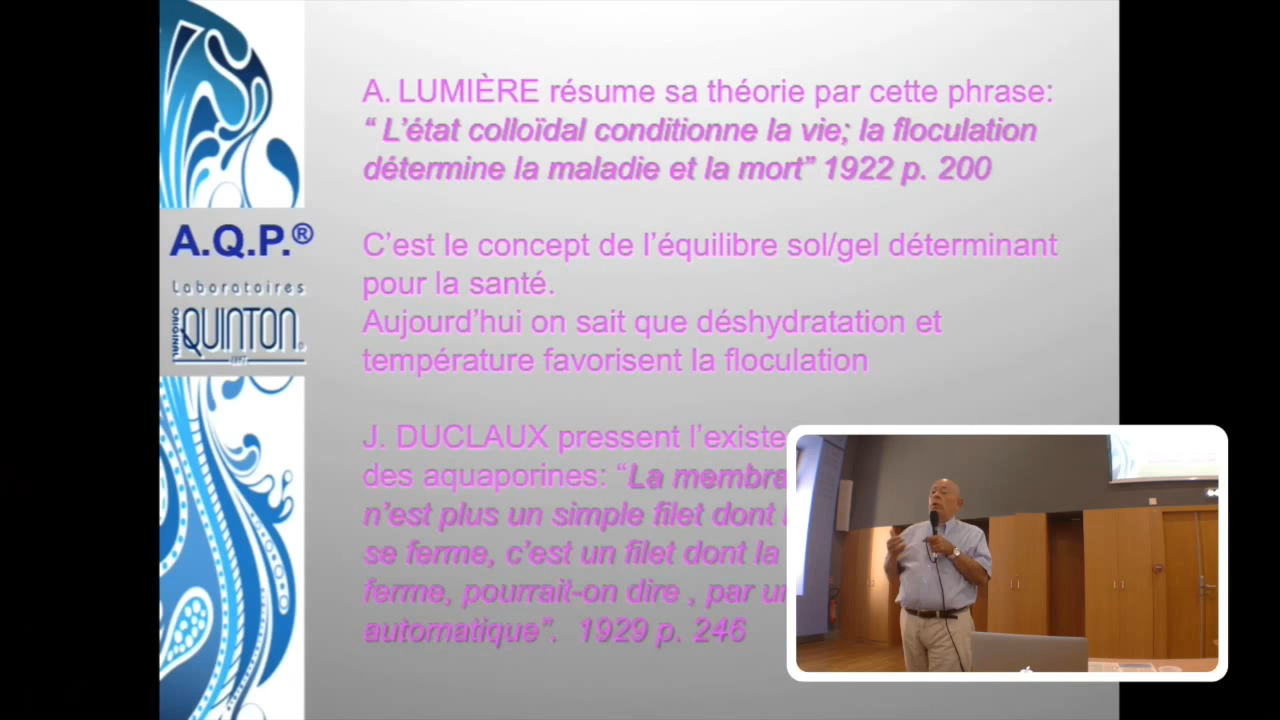 A. LUMIÈRE résume sa théorie par cette phrase:
“ L’état colloïdal conditionne la vie; la floculation
détermine la maladie et la mort” 1922 p. 200
C’est le concept de l’équilibre sol/gel déterminant
pour la santé.
Aujourd’hui on sait que déshydratation et
température favorisent la floculation
J. DUCLAUX pressent l’existe
des aquaporines: “La membra
n’est plus un simple filet dont
se ferme, c’est un filet dont la
ferme, pourrait-on dire , par
automatique”. 1929 p. 246
A.Q.P.®
Laboratoires
ORIGINAL
QUINTON